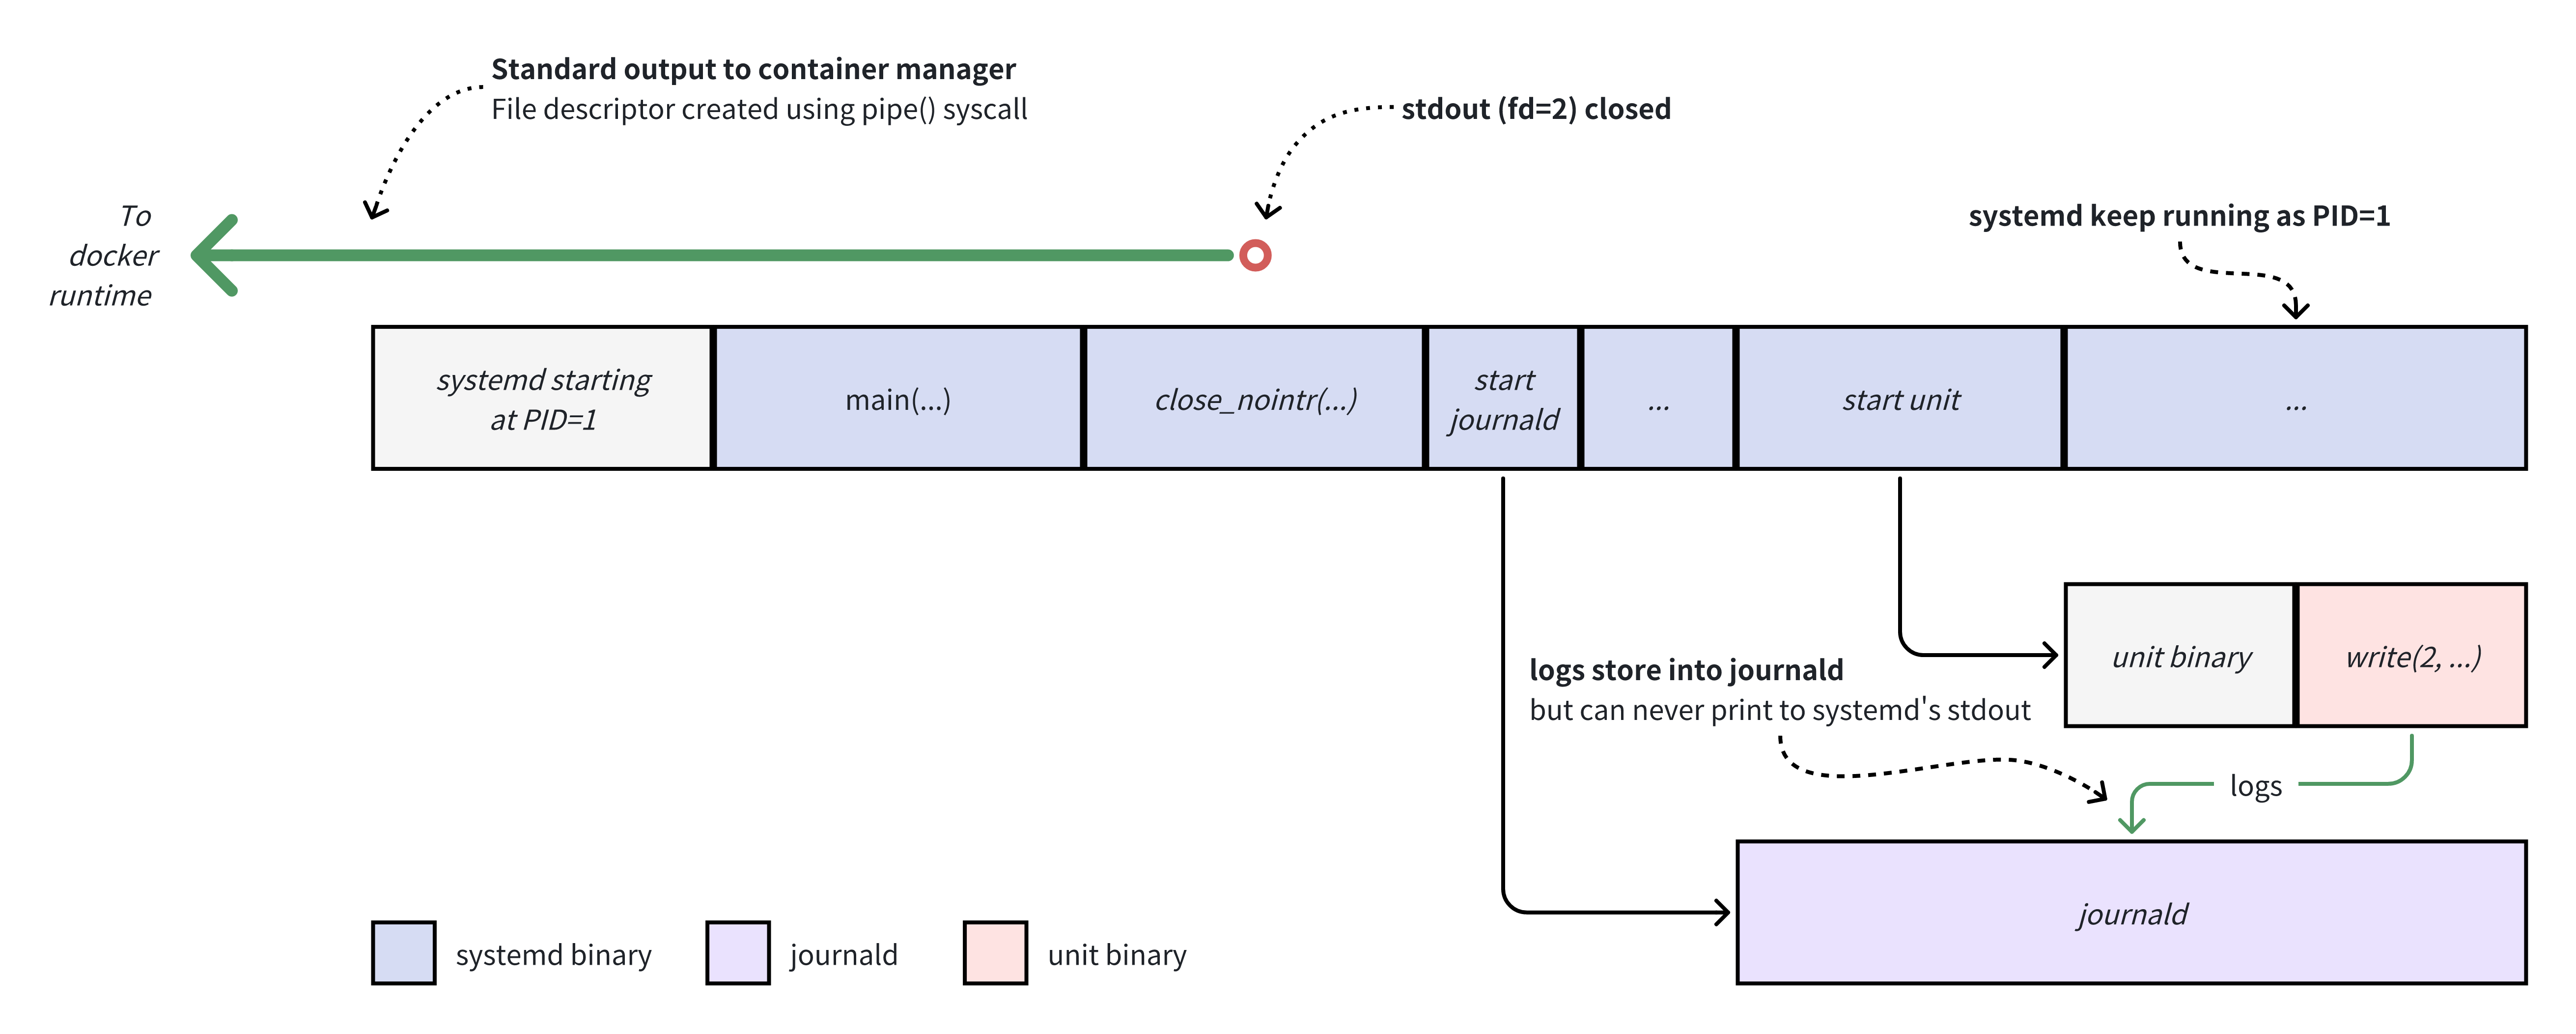 Standard output to container manager
File descriptor created using pipe() syscall
stdout (fd=2) closed
To
docker
runtime
systemd keep running as PID=1
systemd starting
at PID=1
main(...)
close_nointr(...)
start
journald
...
start unit
...
unit binary
write(2, ...)
logs store into journald
but can never print to systemd's stdout
logs
journald
systemd binary
journald
unit binary